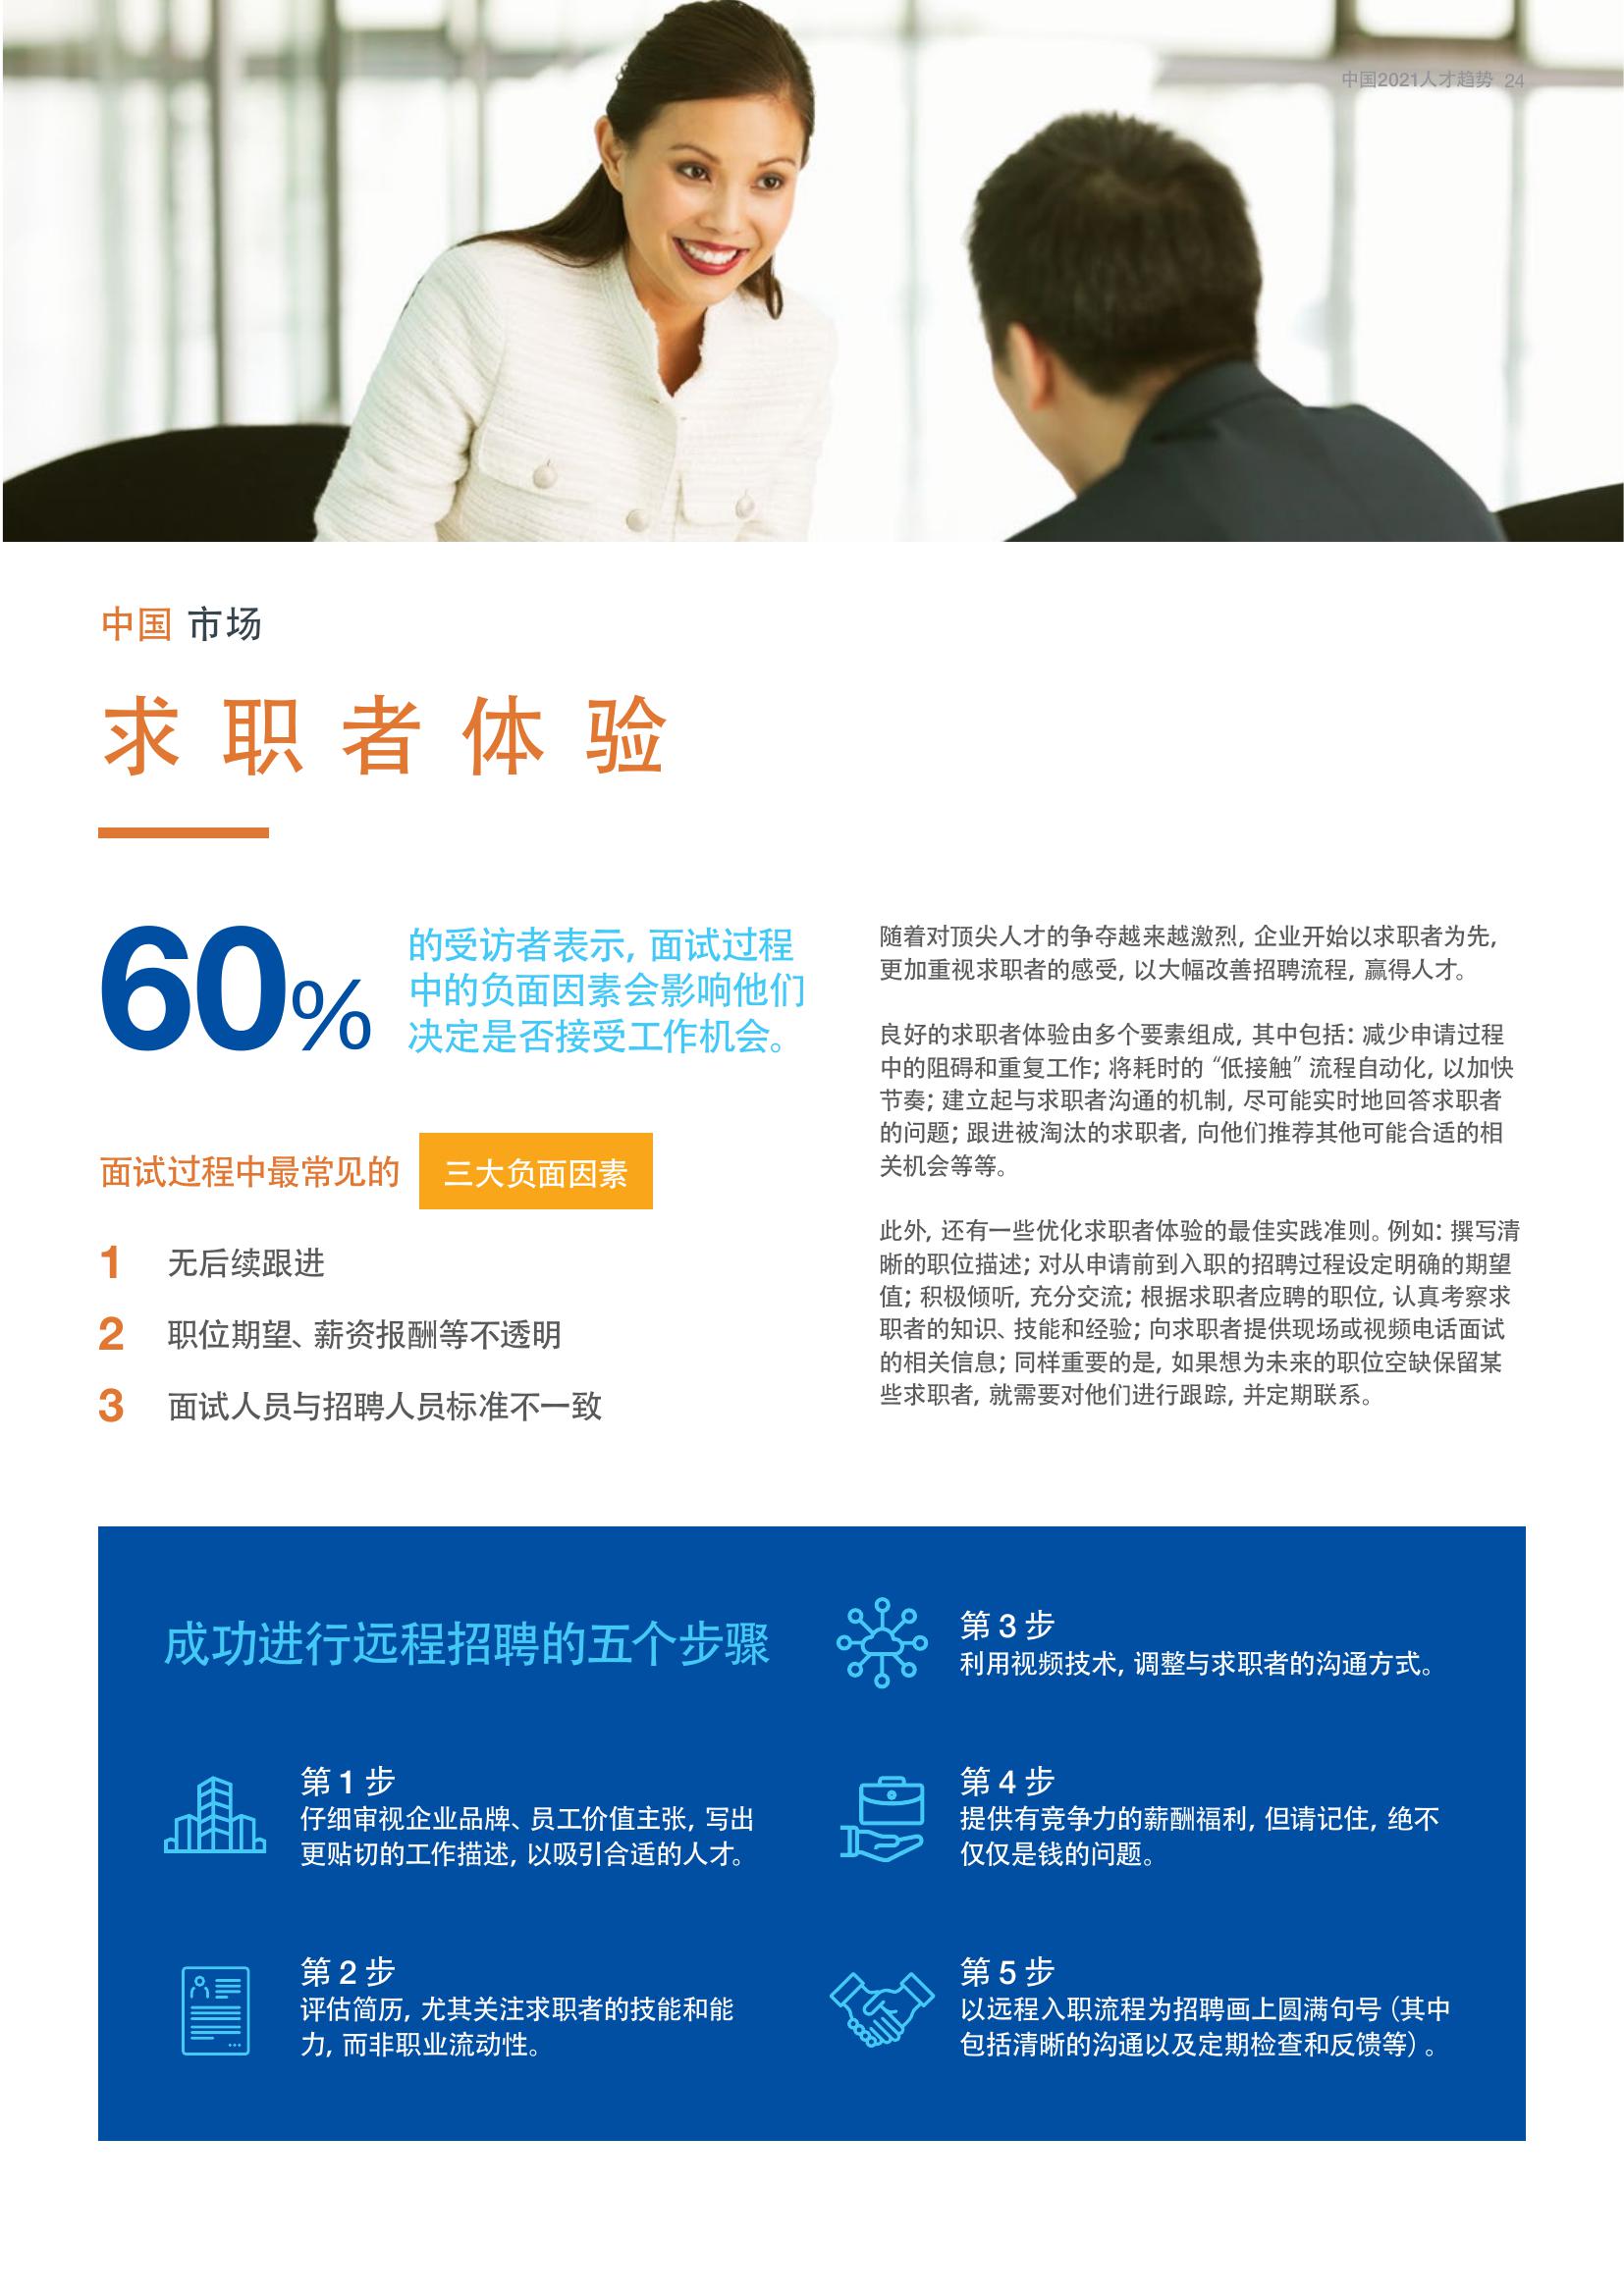 中国2021人才趋势 24
中国 市场
求职者体验
60%
的受访者表示, 面试过程
中的负面因素会影响他们
决定是否接受工作机会。
面试过程中最常见的 三大负面因素
1 无后续跟进
2 职位期望、薪资报酬等不透明
3 面试人员与招聘人员标准不一致
随着对顶尖人才的争夺越来越激烈, 企业开始以求职者为先,
更加重视求职者的感受, 以大幅改善招聘流程, 赢得人才。
良好的求职者体验由多个要素组成, 其中包括: 减少申请过程
中的阻碍和重复工作; 将耗时的 “低接触” 流程自动化, 以加快
节奏; 建立起与求职者沟通的机制, 尽可能实时地回答求职者
的问题; 跟进被淘汰的求职者, 向他们推荐其他可能合适的相
关机会等等。
此外, 还有一些优化求职者体验的最佳实践准则。例如: 撰写清
晰的职位描述; 对从申请前到入职的招聘过程设定明确的期望
值; 积极倾听, 充分交流; 根据求职者应聘的职位, 认真考察求
职者的知识、技能和经验; 向求职者提供现场或视频电话面试
的相关信息; 同样重要的是, 如果想为未来的职位空缺保留某
些求职者, 就需要对他们进行跟踪, 并定期联系。
成功进行远程招聘的五个步骤
第 1 步
仔细审视企业品牌、员工价值主张, 写出
更贴切的工作描述, 以吸引合适的人才。
第 2 步
评估简历, 尤其关注求职者的技能和能
力, 而非职业流动性。
第 3 步
利用视频技术, 调整与求职者的沟通方式。
第 4 步
提供有竞争力的薪酬福利, 但请记住, 绝不
仅仅是钱的问题。
第 5 步
以远程入职流程为招聘画上圆满句号 (其中
包括清晰的沟通以及定期检查和反馈等) 。